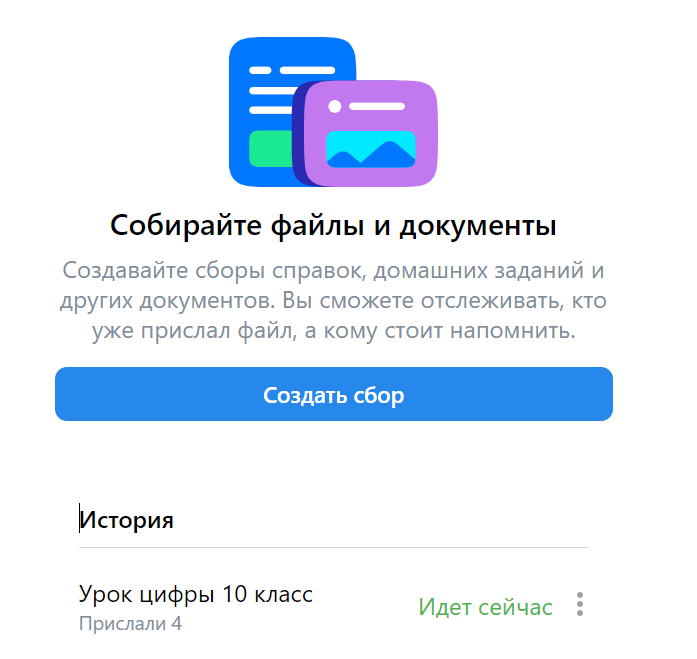 Собирайте файлы и документы
Создавайте сборы справок, домашних заданий и
других документов. Вы сможете отслеживать, кто
уже прислал файл, а кому стоит напомнить.
Создать сбор
История
Урок цифры 10 класс
Идет сейчас
Прислали 4